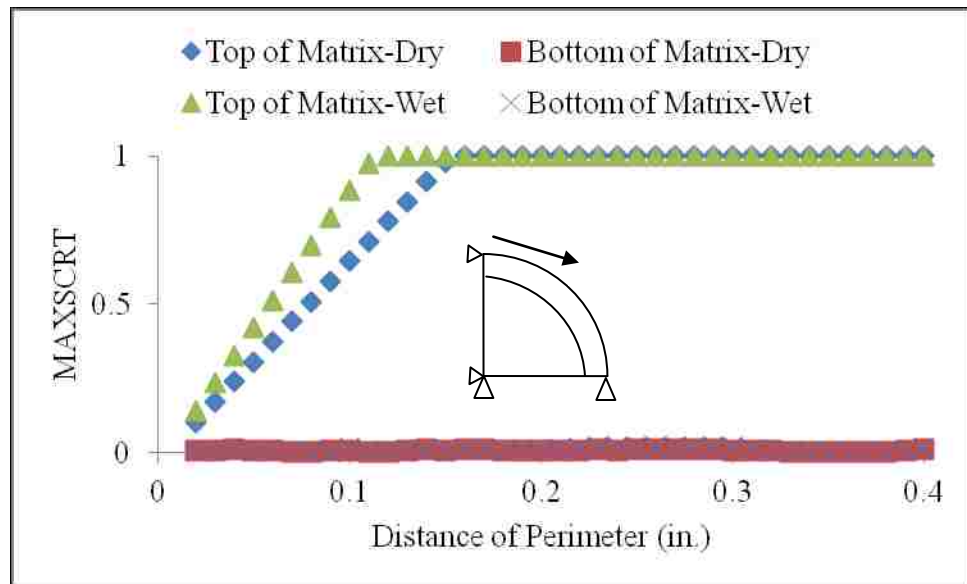 Top of Matrix-Dry
Bottom of Matrix-Dry
Top of Matrix-Wet
Bottom of Matrix-Wet
1
0.5
0
MAXSCRT
0
0.1
0.2
0.3
0.4
Distance of Perimeter (in.)